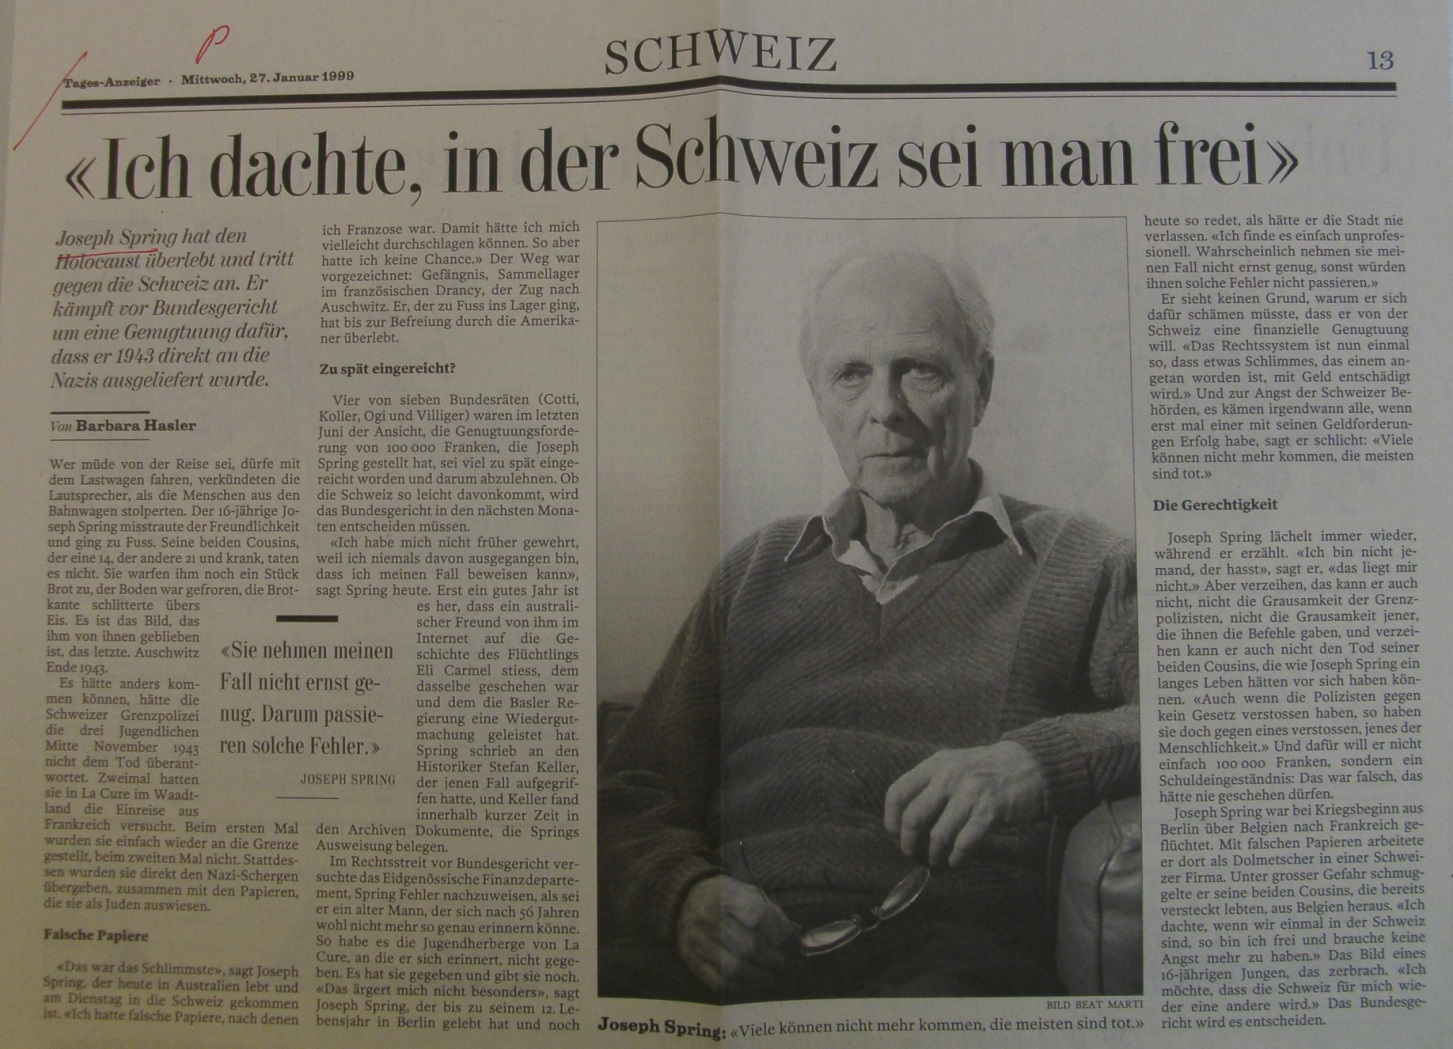 Tages-Anzeiger · Mittwoch, 27. Januar 1999
SCHWEIZ
13
«Ich dachte, in der Schweiz sei man frei»
Joseph Spring hat den
Holocaust überlebt und tritt
gegen die Schweiz an. Er
kämpft vor Bundesgericht
um eine Genugtuung dafür,
dass er 1943 direkt an die
Nazis ausgeliefert wurde.
Von Barbara Hasler
Wer müde von der Reise sei, dürfe mit
dem Lastwagen fahren, verkündeten die
Lautsprecher, als die Menschen aus den
Bahnwagen stolperten. Der 16-jährige Jo-
seph Spring misstraute der Freundlichkeit
und ging zu Fuss. Seine beiden Cousins,
der eine 14, der andere 21 und krank, taten
es nicht. Sie warfen ihm noch ein Stück
Brot zu, der Boden war gefroren, die Brot-
kante schlitterte übers
Eis. Es ist das Bild, das
ihm von ihnen geblieben
ist, das letzte. Auschwitz
Ende 1943.
Es hätte anders kom-
men können, hätte die
Schweizer Grenzpolizei
die drei Jugendlichen
Mitte November 1943
nicht dem Tod überant-
wortet. Zweimal hatten
sie in La Cure im Waadt-
land die Einreise aus
Frankreich versucht. Beim ersten Mal
wurden sie einfach wieder an die Grenze
gestellt, beim zweiten Mal nicht. Stattdes-
sen wurden sie direkt den Nazi-Schergen
übergeben, zusammen mit den Papieren,
die sie als Juden auswiesen.
Falsche Papiere
«Das war das Schlimmste», sagt Joseph
Spring, der heute in Australien lebt und
am Dienstag in die Schweiz gekommen
ist. «Ich hatte falsche Papiere, nach denen
ich Franzose war. Damit hätte ich mich
vielleicht durchschlagen können. So aber
hatte ich keine Chance.» Der Weg war
vorgezeichnet: Gefängnis, Sammellager
im französischen Drancy, der Zug nach
Auschwitz. Er, der zu Fuss ins Lager ging,
hat bis zur Befreiung durch die Amerika-
ner überlebt.
Zu spät eingereicht?
Vier von sieben Bundesräten (Cotti,
Koller, Ogi und Villiger) waren im letzten
Juni der Ansicht, die Genugtuungsforde-
rung von 100 000 Franken, die Joseph
Spring gestellt hat, sei viel zu spät einge-
reicht worden und darum abzulehnen. Ob
die Schweiz so leicht davonkommt, wird
das Bundesgericht in den nächsten Mona-
ten entscheiden müssen.
«Ich habe mich nicht früher gewehrt,
weil ich niemals davon ausgegangen bin,
dass ich meinen Fall beweisen kann»,
sagt Spring heute. Erst ein gutes Jahr ist
es her, dass ein australi-
scher Freund von ihm im
Internet auf die Ge-
schichte des Flüchtlings
Eli Carmel stiess, dem
dasselbe geschehen war
und dem die Basler Re-
gierung eine Wiedergut-
machung geleistet hat.
Spring schrieb an den
Historiker Stefan Keller,
der jenen Fall aufgegrif-
fen hatte, und Keller fand
innerhalb kurzer Zeit in
den Archiven Dokumente, die Springs
Ausweisung belegen.
Im Rechtsstreit vor Bundesgericht ver-
suchte das Eidgenössische Finanzdeparte-
ment, Spring Fehler nachzuweisen, als sei
er ein alter Mann, der sich nach 56 Jahren
wohl nicht mehr so genau erinnern könne.
So habe es die Jugendherberge von La
Cure, an die er sich erinnert, nicht gege-
ben. Es hat sie gegeben und gibt sie noch.
«Das ärgert mich nicht besonders», sagt
Joseph Spring, der bis zu seinem 12. Le-
bensjahr in Berlin gelebt hat und noch
«Sie nehmen meinen
Fall nicht ernst ge-
nug. Darum passie-
ren solche Fehler.»
JOSEPH SPRING
BILD BEAT MARTI
Joseph Spring: «Viele können nicht mehr kommen, die meisten sind tot.»
heute so redet, als hätte er die Stadt nie
verlassen. «Ich finde es einfach unprofes-
sionell. Wahrscheinlich nehmen sie mei-
nen Fall nicht ernst genug, sonst würden
ihnen solche Fehler nicht passieren.»
Er sieht keinen Grund, warum er sich
dafür schämen müsste, dass er von der
Schweiz eine finanzielle Genugtuung
will. «Das Rechtssystem ist nun einmal
so, dass etwas Schlimmes, das einem an-
getan worden ist, mit Geld entschädigt
wird.» Und zur Angst der Schweizer Be-
hörden, es kämen irgendwann alle, wenn
erst mal einer mit seinen Geldforderun-
gen Erfolg habe, sagt er schlicht: «Viele
können nicht mehr kommen, die meisten
sind tot.»
Die Gerechtigkeit
Joseph Spring lächelt immer wieder,
während er erzählt. «Ich bin nicht je-
mand, der hasst», sagt er, «das liegt mir
nicht.» Aber verzeihen, das kann er auch
nicht, nicht die Grausamkeit der Grenz-
polizisten, nicht die Grausamkeit jener,
die ihnen die Befehle gaben, und verzei-
hen kann er auch nicht den Tod seiner
beiden Cousins, die wie Joseph Spring ein
langes Leben hätten vor sich haben kön-
nen. «Auch wenn die Polizisten gegen
kein Gesetz verstossen haben, so haben
sie doch gegen eines verstossen, jenes der
Menschlichkeit.» Und dafür will er nicht
einfach 100 000 Franken, sondern ein
Schuldeingeständnis: Das war falsch, das
hätte nie geschehen dürfen.
Joseph Spring war bei Kriegsbeginn aus
Berlin über Belgien nach Frankreich ge-
flüchtet. Mit falschen Papieren arbeitete
er dort als Dolmetscher in einer Schwei-
zer Firma. Unter grosser Gefahr schmug-
gelte er seine beiden Cousins, die bereits
versteckt lebten, aus Belgien heraus. «Ich
dachte, wenn wir einmal in der Schweiz
sind, so bin ich frei und brauche keine
Angst mehr zu haben.» Das Bild eines
16-jährigen Jungen, das zerbrach. «Ich
möchte, dass die Schweiz für mich wie-
der eine andere wird.» Das Bundesge-
richt wird es entscheiden.